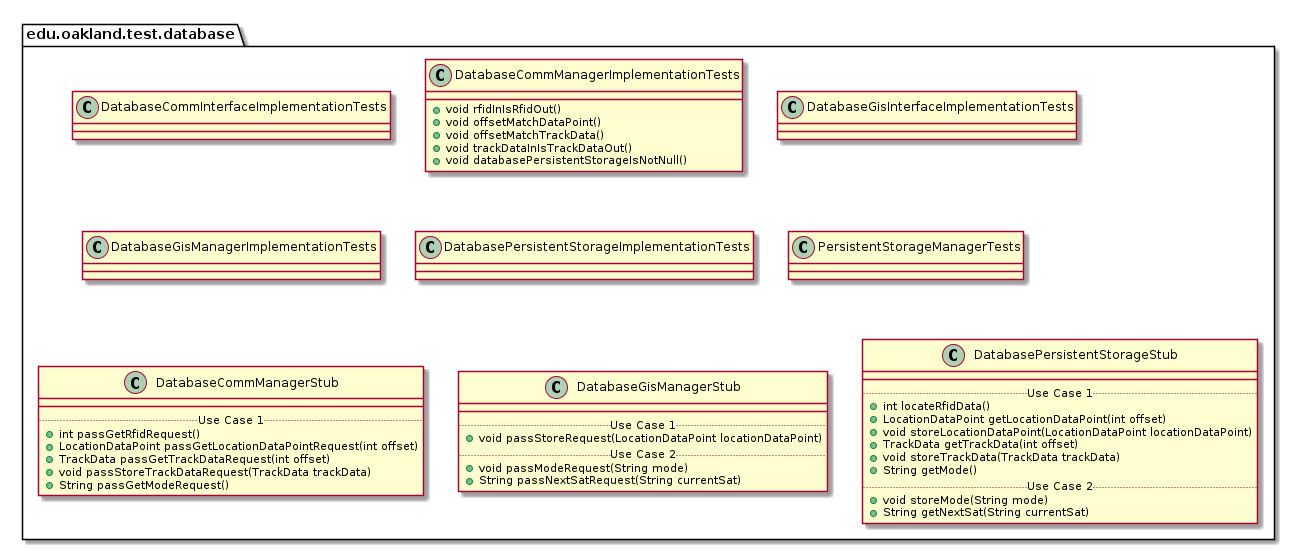 edu.oakland.test.database
C DatabaseCommInterfaceImplementationTests
C DatabaseCommManagerImplementationTests
void rfidInIsRfidOut()
void offsetMatchDataPoint()
void offsetMatchTrackData()
void trackDataInIsTrackDataOut()
void databasePersistentStorageIsNotNull()
C DatabaseGisInterfaceImplementationTests
C DatabaseGisManagerImplementationTests
C DatabasePersistentStorageImplementationTests
C PersistentStorageManagerTests
C DatabaseCommManagerStub
Use Case 1
int passGetRfidRequest()
LocationDataPoint passGetLocationDataPointRequest(int offset)
TrackData passGetTrackDataRequest(int offset)
void passStoreTrackDataRequest(TrackData trackData)
String passGetModeRequest()
C DatabaseGisManagerStub
Use Case 1
void passStoreRequest(LocationDataPoint locationDataPoint)
Use Case 2
void passModeRequest(String mode)
String passNextSatRequest(String currentSat)
C DatabasePersistentStorageStub
Use Case 1
int locateRfidData()
LocationDataPoint getLocationDataPoint(int offset)
void storeLocationDataPoint(LocationDataPoint locationDataPoint)
TrackData getTrackData(int offset)
void storeTrackData(TrackData trackData)
String getMode()
Use Case 2
void storeMode(String mode)
String getNextSat(String currentSat)